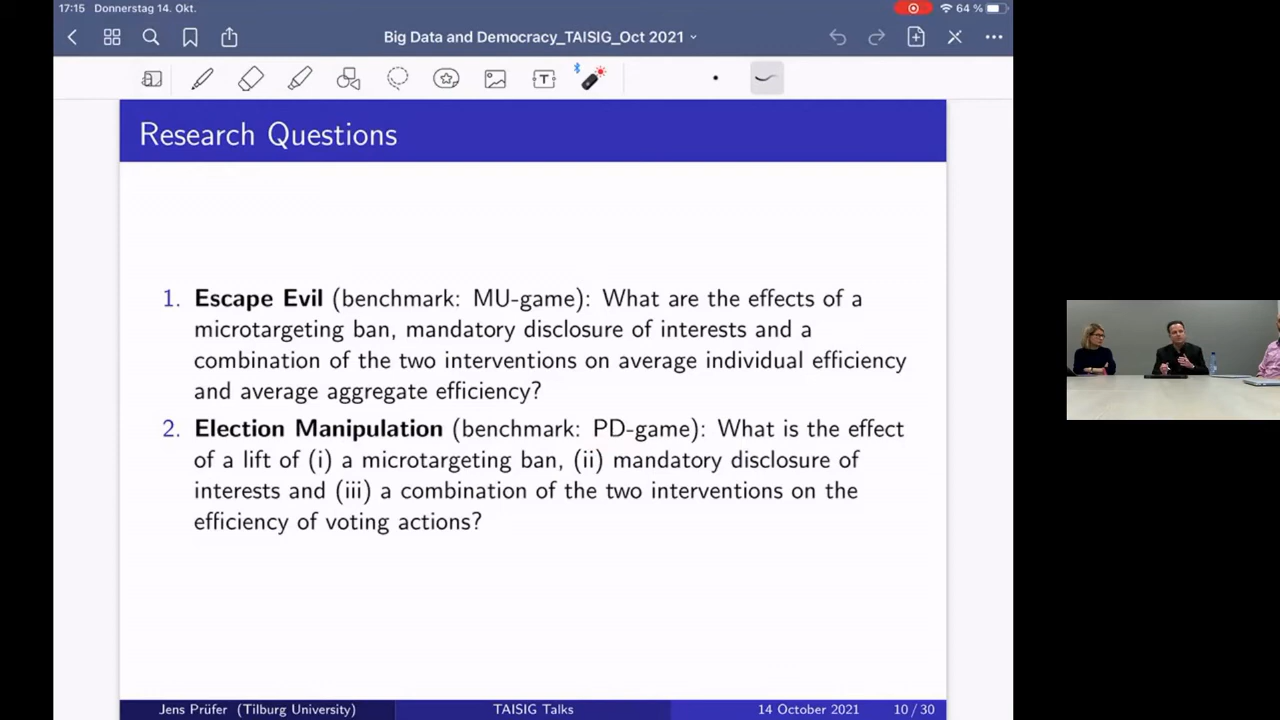 17:15 Donnerstag 14. Okt.
64 %
Big Data and Democracy_TAISIG_Oct 2021
T
Research Questions
1. Escape Evil (benchmark: MU-game): What are the effects of a
microtargeting ban, mandatory disclosure of interests and a
combination of the two interventions on average individual efficiency
and average aggregate efficiency?
2. Election Manipulation (benchmark: PD-game): What is the effect
of a lift of (i) a microtargeting ban, (ii) mandatory disclosure of
interests and (iii) a combination of the two interventions on the
efficiency of voting actions?
Jens Prüfer (Tilburg University) TAISIG Talks 14 October 2021 10 / 30